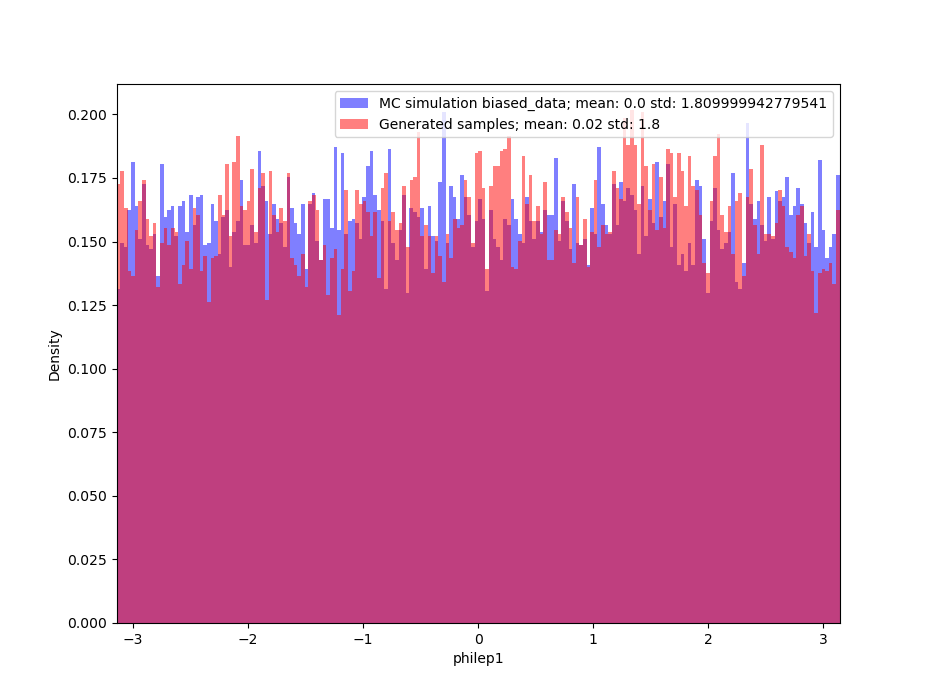 MC simulation biased_data; mean: 0.0 std: 1.809999942779541
Generated samples; mean: 0.02 std: 1.8
0.200
0.175
0.150
0.125
0.100
0.075
0.050
0.025
0.000
Density
−3 −2 −1 0 1 2 3
philep1